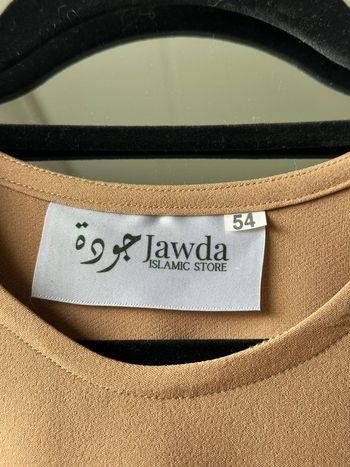 54
جودة Jawda
ISLAMIC STORE